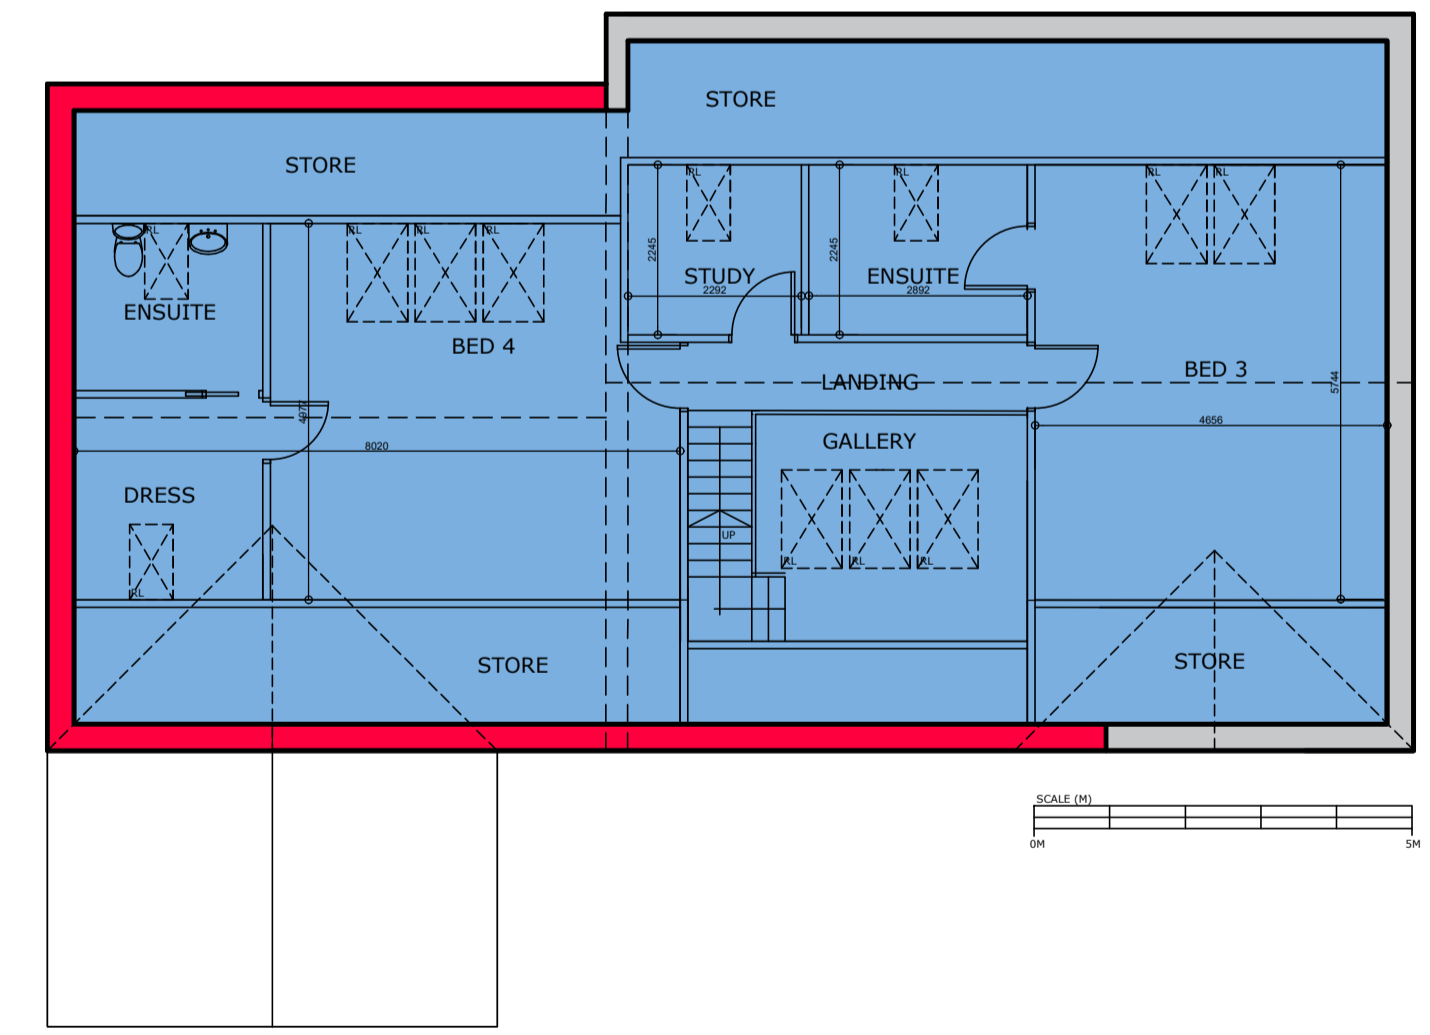 STORE
STORE
RL
RL
RL
RL
RL
RL
RL
RL
2245
2245
STUDY
2292
ENSUITE
2892
ENSUITE
BED 4
LANDING
BED 3
5744
4977
8020
4656
GALLERY
DRESS
UP
RL
RL
RL
RL
STORE
STORE
SCALE (M)
0M
5M